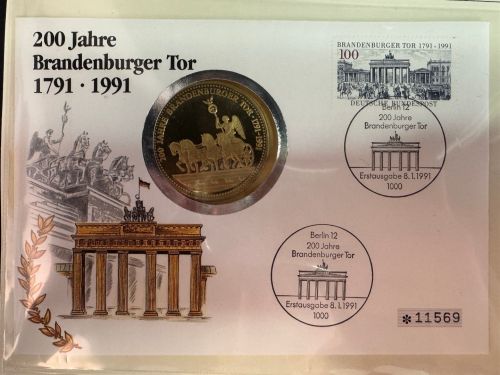 200 Jahre
Brandenburger Tor
1791 · 1991
200 JAHRE BRANDENBURGER TOR · 1791-1991
BRANDENBURGER TOR 1791-1991
100
DEUTSCHE BUNDESPOST
Berlin 12
200 Jahre
Brandenburger Tor
Erstausgabe 8.1.1991
1000
Berlin 12
200 Jahre
Brandenburger Tor
Erstausgabe 8.1.1991
1000
*11569